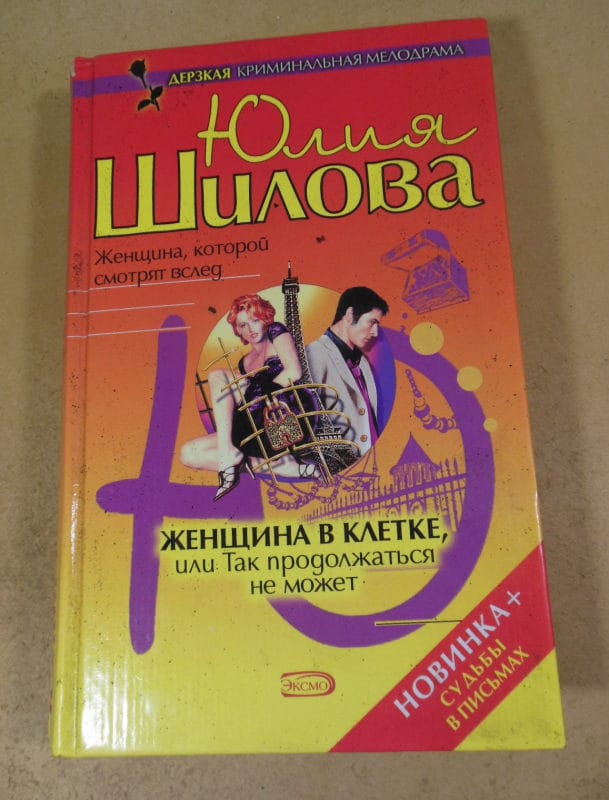 ДЕРЗКАЯ КРИМИНАЛЬНАЯ МЕЛОДРАМА
Юлия
Шилова
Женщина, которой
смотрят вслед
ЖЕНЩИНА В КЛЕТКЕ,
или Так продолжаться
не может
НОВИНКА +
СУДЬБЫ
В ПИСЬМАХ
ЭКСМО